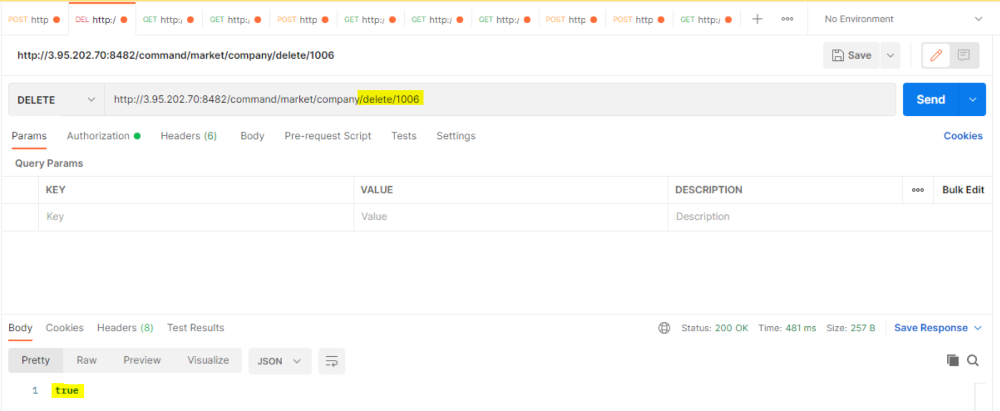 POST http DEL http:/ GET http:/ GET http:/ POST http GET http:/ GET http:/ GET http:/ POST http POST http GET http:/ No Environment
http://3.95.202.70:8482/command/market/company/delete/1006 Save
DELETE http://3.95.202.70:8482/command/market/company/delete/1006 Send
Params Authorization Headers (6) Body Pre-request Script Tests Settings Cookies
Query Params
KEY VALUE DESCRIPTION Bulk Edit
Key Value Description
Body Cookies Headers (8) Test Results Status: 200 OK Time: 481 ms Size: 257 B Save Response
Pretty Raw Preview Visualize JSON
1 true